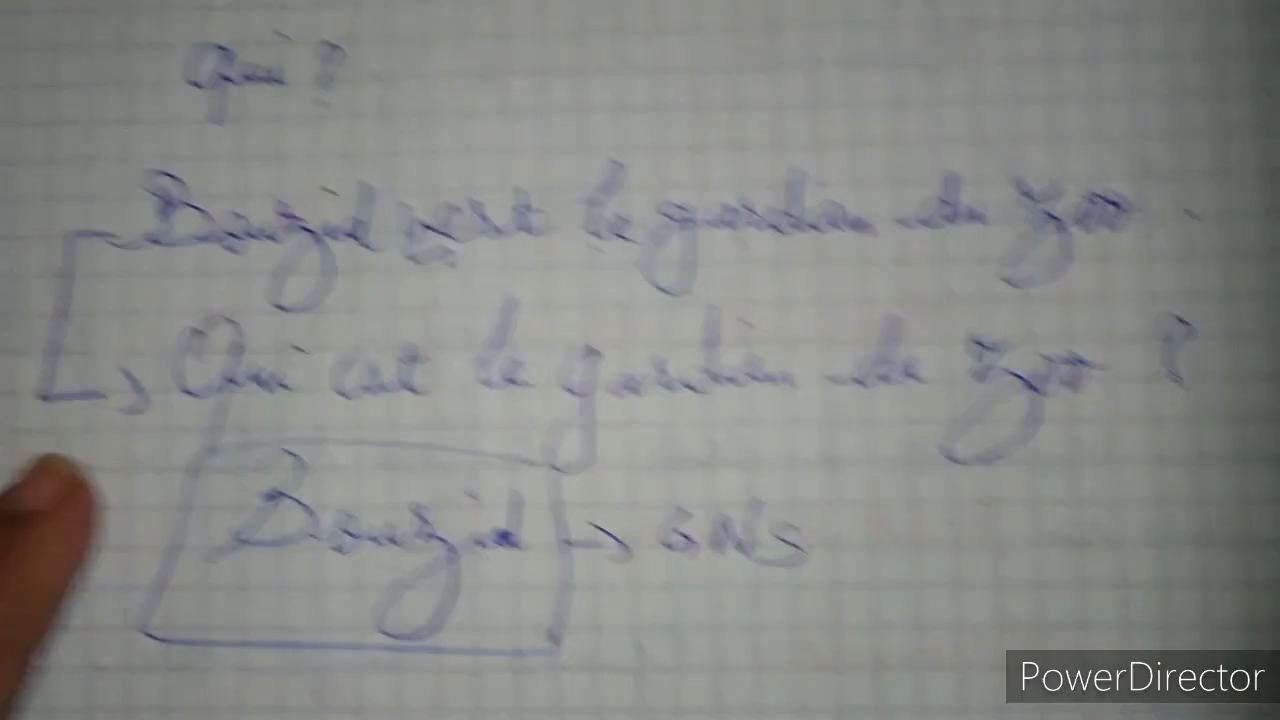 Qui ?
Bouzid est le gardien du zoo .
Qui est le gardien du zoo ?
Bouzid → GNS
PowerDirector